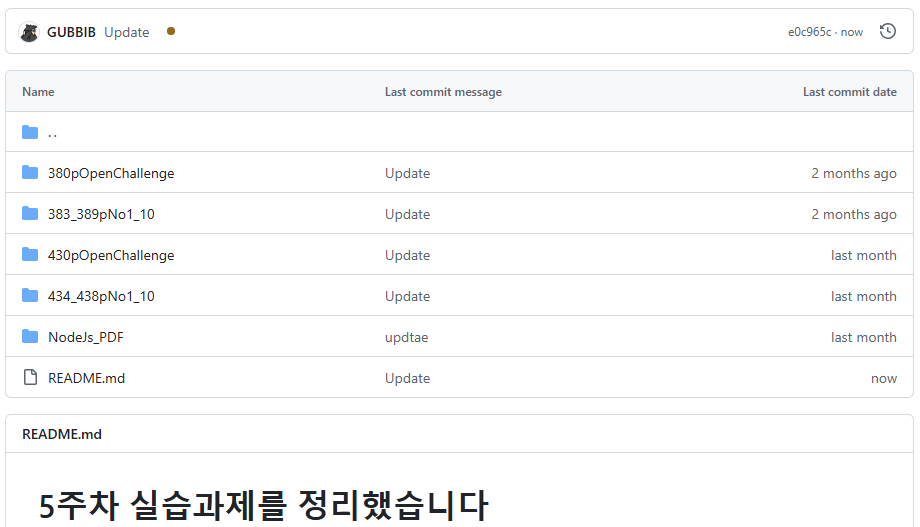 GUBBIB Update e0c965c · now
Name Last commit message Last commit date
..
380pOpenChallenge Update 2 months ago
383_389pNo1_10 Update 2 months ago
430pOpenChallenge Update last month
434_438pNo1_10 Update last month
NodeJs_PDF updtae last month
README.md Update now
README.md
5주차 실습과제를 정리했습니다